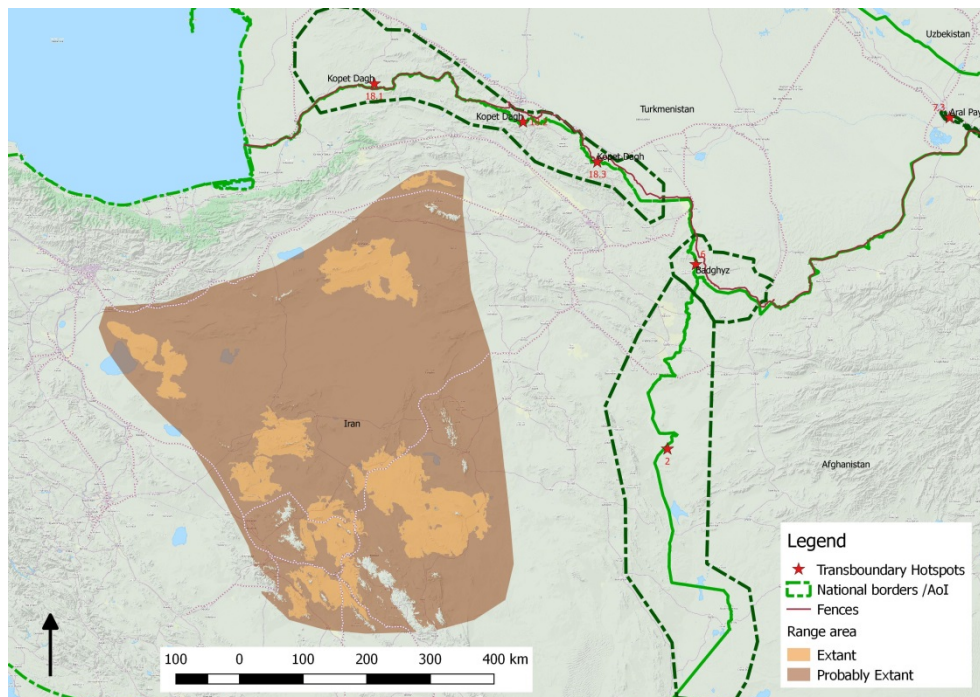 Uzbekistan
Kopet Dagh
18.1
Turkmenistan
7.3
Aral Pay
Kopet Dagh
Kopet Dagh
18.3
6
Badghyz
Iran
2
Afghanistan
Legend
Transboundary Hotspots
National borders /AoI
Fences
Range area
Extant
Probably Extant
100 0 100 200 300 400 km